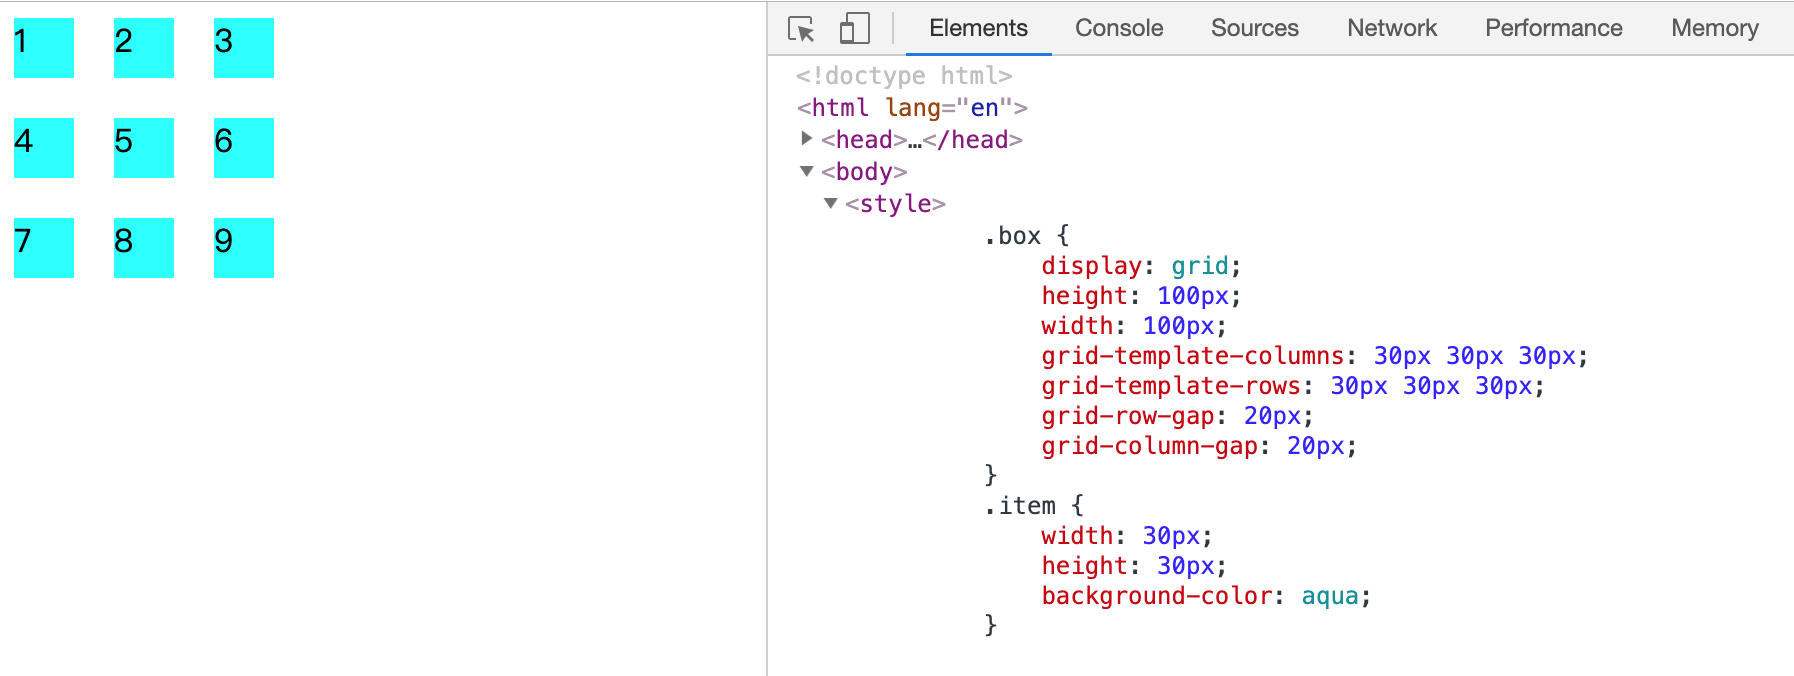 1 2 3
4 5 6
7 8 9
Elements Console Sources Network Performance Memory
<!doctype html>
<html lang="en">
<head>…</head>
<body>
<style>
.box {
display: grid;
height: 100px;
width: 100px;
grid-template-columns: 30px 30px 30px;
grid-template-rows: 30px 30px 30px;
grid-row-gap: 20px;
grid-column-gap: 20px;
}
.item {
width: 30px;
height: 30px;
background-color: aqua;
}